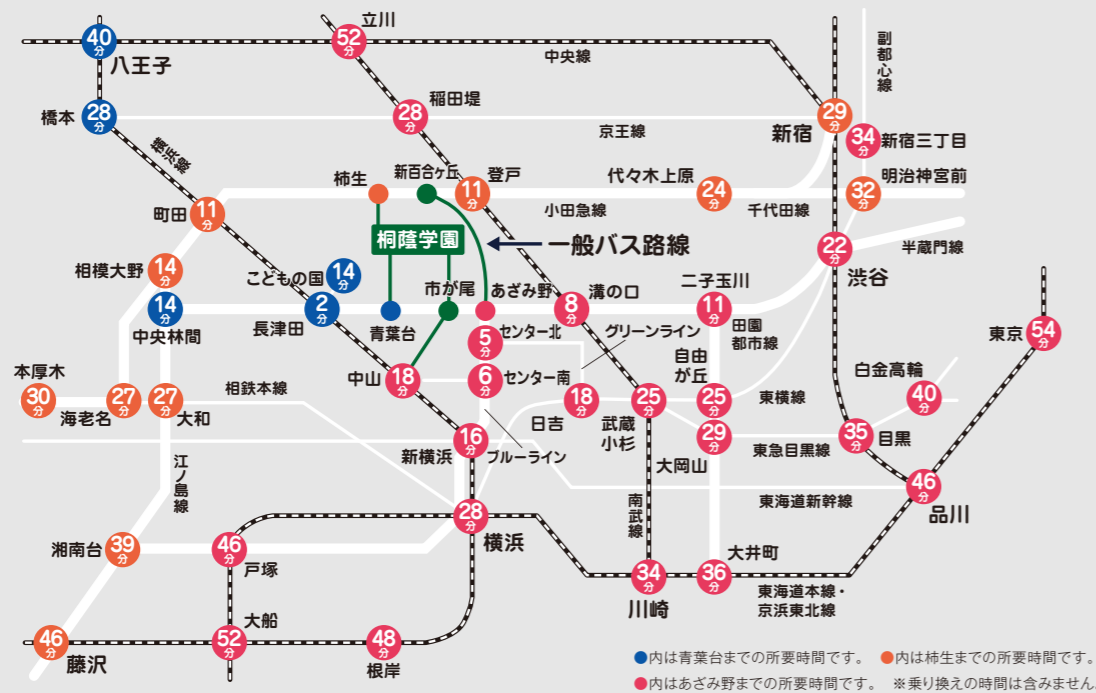 立川
52分
40分
八王子
中央線
副都心線
橋本
28分
稲田堤
28分
京王線
新宿
29分
34分
新宿三丁目
横浜線
柿生
新百合ヶ丘
登戸
11分
小田急線
代々木上原
24分
千代田線
明治神宮前
32分
町田
11分
桐蔭学園
一般バス路線
22分
渋谷
半蔵門線
相模大野
14分
こどもの国
14分
市が尾
あざみ野
溝の口
8分
二子玉川
11分
14分
中央林間
長津田
2分
青葉台
センター北
5分
グリーンライン
田園
都市線
東京
54分
自由
が丘
25分
本厚木
30分
海老名
27分
27分
大和
相鉄本線
中山
18分
6分
センター南
18分
日吉
25分
武蔵
小杉
東横線
白金高輪
40分
16分
新横浜
ブルーライン
29分
大岡山
東急目黒線
35分
目黒
江ノ島線
南武線
東海道新幹線
46分
品川
28分
横浜
湘南台
39分
46分
戸塚
34分
川崎
大井町
36分
東海道本線・
京浜東北線
46分
藤沢
大船
52分
48分
根岸
●内は青葉台までの所要時間です。 ●内は柿生までの所要時間です。
●内はあざみ野までの所要時間です。 ※乗り換えの時間は含みません。